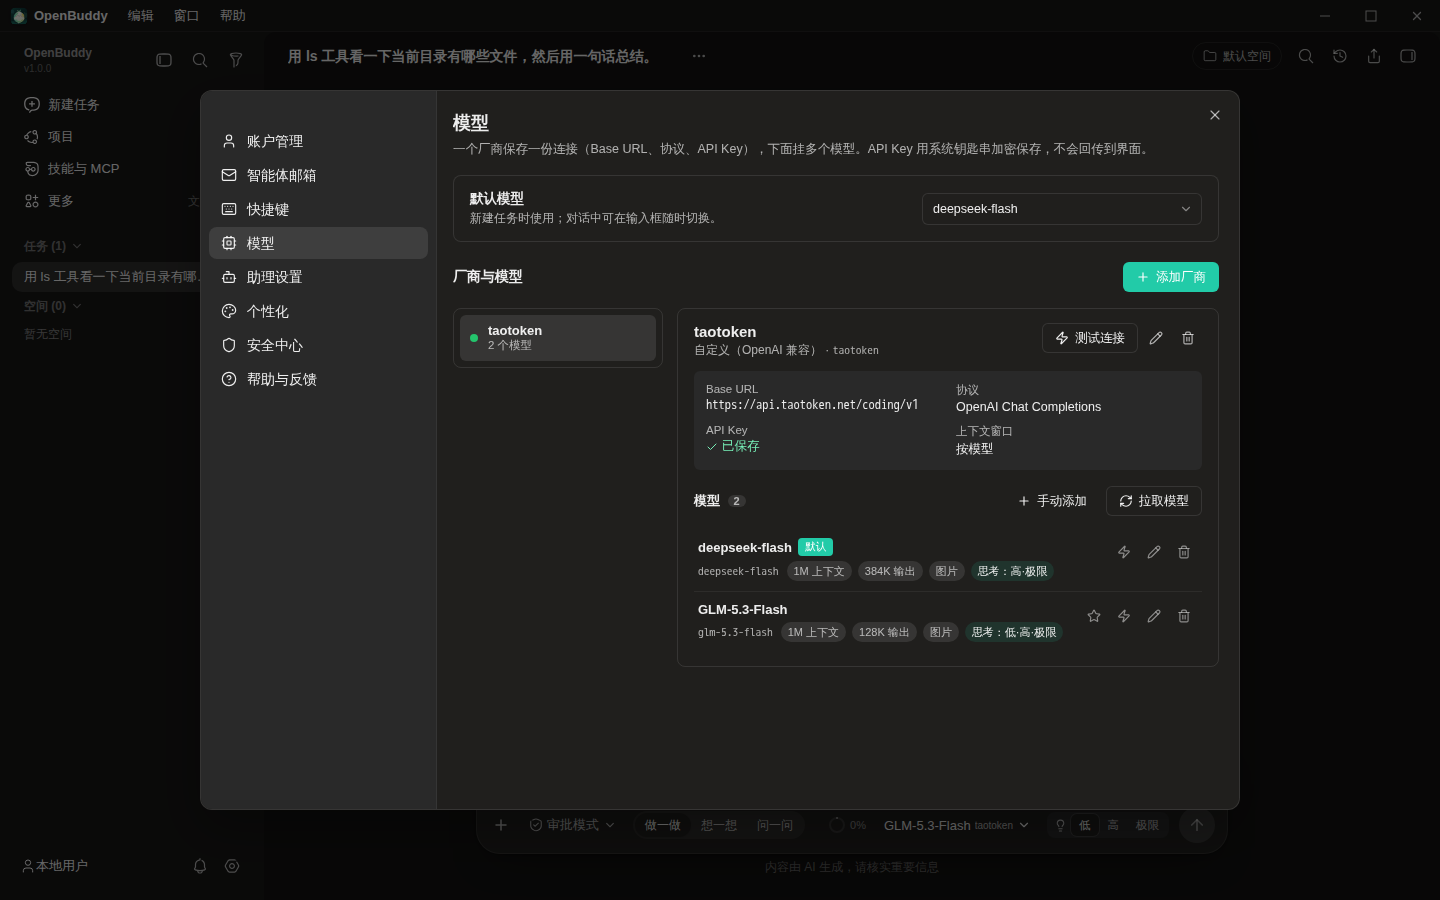 OpenBuddy 编辑 窗口 帮助
OpenBuddy
v1.0.0
用 ls 工具看一下当前目录有哪些文件，然后用一句话总结。
默认空间
新建任务
项目
技能与 MCP
更多
任务 (1)
用 ls 工具看一下当前目录有哪...
空间 (0)
暂无空间
本地用户
账户管理
智能体邮箱
快捷键
模型
助理设置
个性化
安全中心
帮助与反馈
模型
一个厂商保存一份连接（Base URL、协议、API Key），下面挂多个模型。API Key 用系统钥匙串加密保存，不会回传到界面。
默认模型
新建任务时使用；对话中可在输入框随时切换。
deepseek-flash
厂商与模型
添加厂商
taotoken
2 个模型
taotoken
自定义（OpenAI 兼容） · taotoken
测试连接
Base URL
https://api.taotoken.net/coding/v1
协议
OpenAI Chat Completions
API Key
已保存
上下文窗口
按模型
模型 2
手动添加
拉取模型
deepseek-flash 默认
deepseek-flash 1M 上下文 384K 输出 图片 思考：高·极限
GLM-5.3-Flash
glm-5.3-flash 1M 上下文 128K 输出 图片 思考：低·高·极限
审批模式 做一做 想一想 问一问 0% GLM-5.3-Flash taotoken 低 高 极限
内容由 AI 生成，请核实重要信息